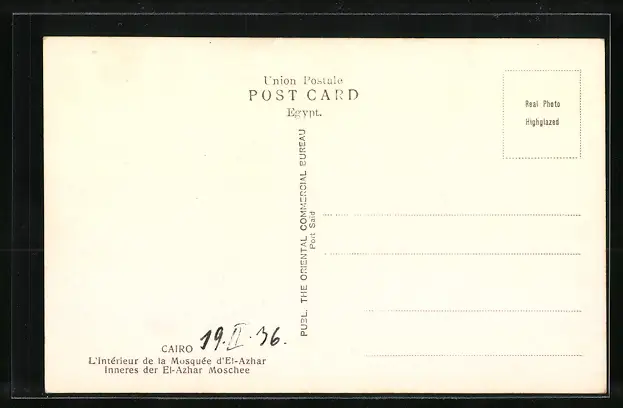 Union Postale
POST CARD
Egypt.
Real Photo
Highglazed
PUBL. THE ORIENTAL COMMERCIAL BUREAU
Port Said
19.II.36.
CAIRO
L'Intérieur de la Mosquée d'El-Azhar
Inneres der El-Azhar Moschee